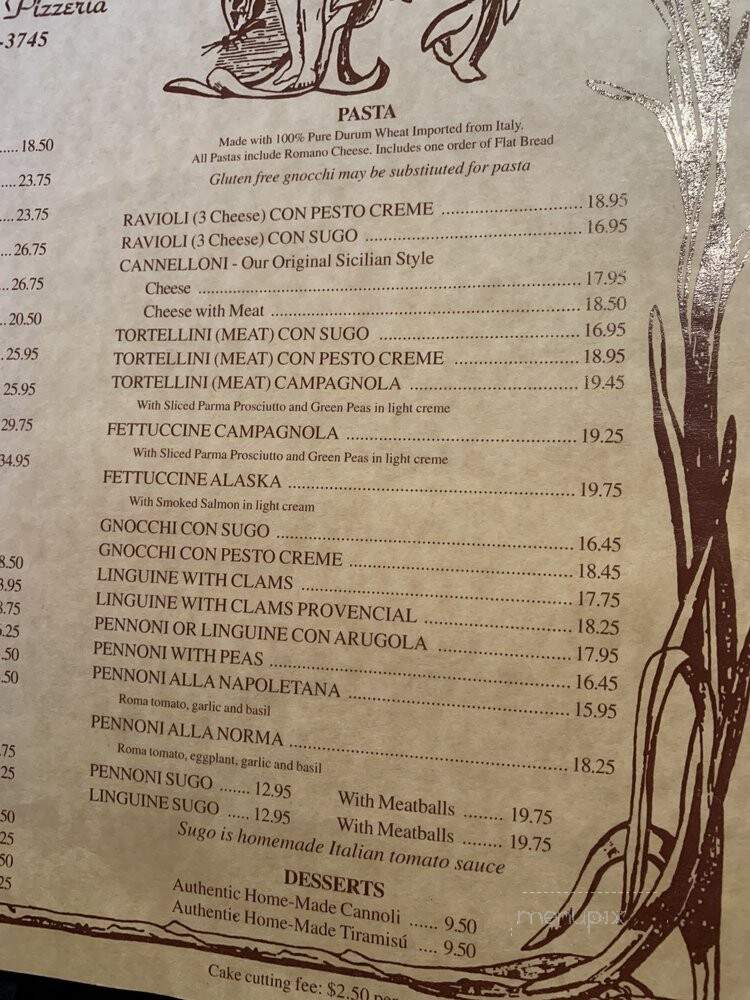 Pizzeria
-3745
..... 18.50
..... 23.75
..... 23.75
.... 26.75
... 26.75
... 20.50
. 25.95
25.95
29.75
34.95
8.50
3.95
8.75
6.25
.50
.50
.75
25
50
25
50
25
PASTA
Made with 100% Pure Durum Wheat Imported from Italy.
All Pastas include Romano Cheese. Includes one order of Flat Bread
Gluten free gnocchi may be substituted for pasta
RAVIOLI (3 Cheese) CON PESTO CREME ........................ 18.95
RAVIOLI (3 Cheese) CON SUGO ........................ 16.95
CANNELLONI - Our Original Sicilian Style
Cheese ........................ 17.95
Cheese with Meat ........................ 18.50
TORTELLINI (MEAT) CON SUGO ........................ 16.95
TORTELLINI (MEAT) CON PESTO CREME ........................ 18.95
TORTELLINI (MEAT) CAMPAGNOLA ........................ 19.45
With Sliced Parma Prosciutto and Green Peas in light creme
FETTUCCINE CAMPAGNOLA ........................ 19.25
With Sliced Parma Prosciutto and Green Peas in light creme
FETTUCCINE ALASKA ........................ 19.75
With Smoked Salmon in light cream
GNOCCHI CON SUGO ........................ 16.45
GNOCCHI CON PESTO CREME ........................ 18.45
LINGUINE WITH CLAMS ........................ 17.75
LINGUINE WITH CLAMS PROVENCIAL ........................ 18.25
PENNONI OR LINGUINE CON ARUGOLA ........................ 17.95
PENNONI WITH PEAS ........................ 16.45
PENNONI ALLA NAPOLETANA ........................ 15.95
Roma tomato, garlic and basil
PENNONI ALLA NORMA ........................ 18.25
Roma tomato, eggplant, garlic and basil
PENNONI SUGO ....... 12.95 With Meatballs ........ 19.75
LINGUINE SUGO ..... 12.95 With Meatballs ........ 19.75
Sugo is homemade Italian tomato sauce
DESSERTS
Authentic Home-Made Cannoli ...... 9.50
Authentic Home-Made Tiramisú .... 9.50
Cake cutting fee: $2.50 per
menupix